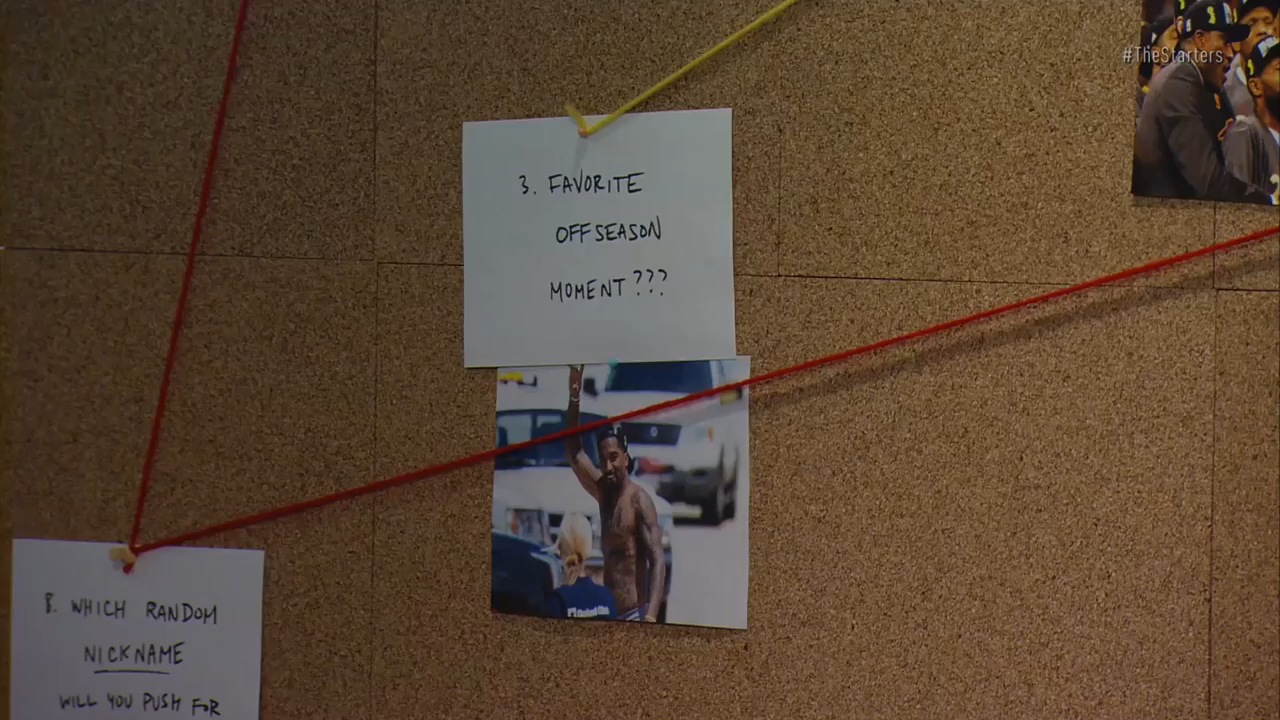 #TheStarters
3. FAVORITE
OFFSEASON
MOMENT???
8. WHICH RANDOM
NICKNAME
WILL YOU PUSH FOR